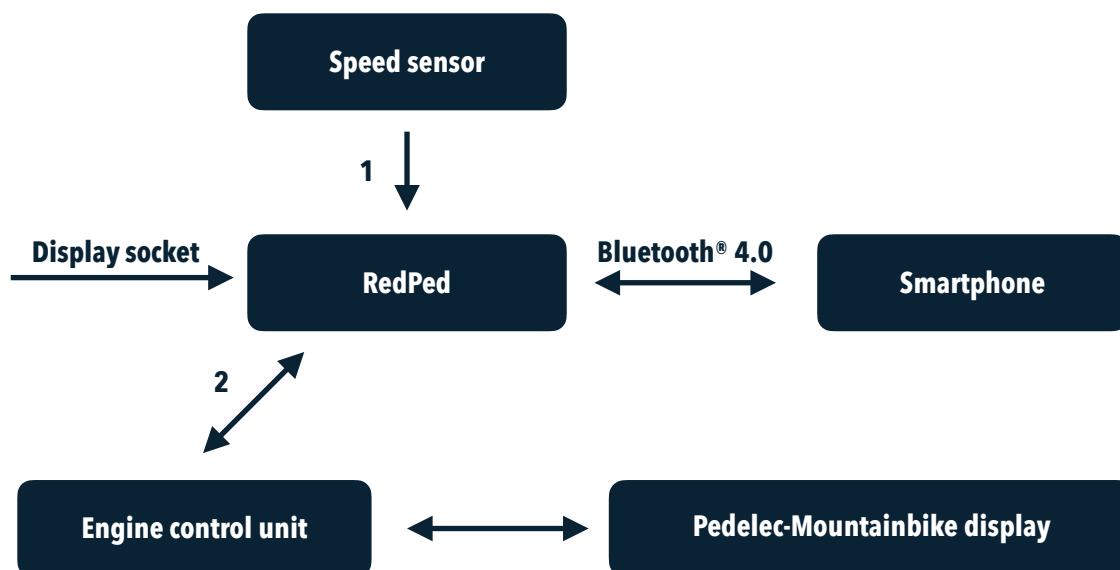 Speed sensor
1
Display socket
RedPed
Bluetooth® 4.0
Smartphone
2
Engine control unit
Pedelec-Mountainbike display